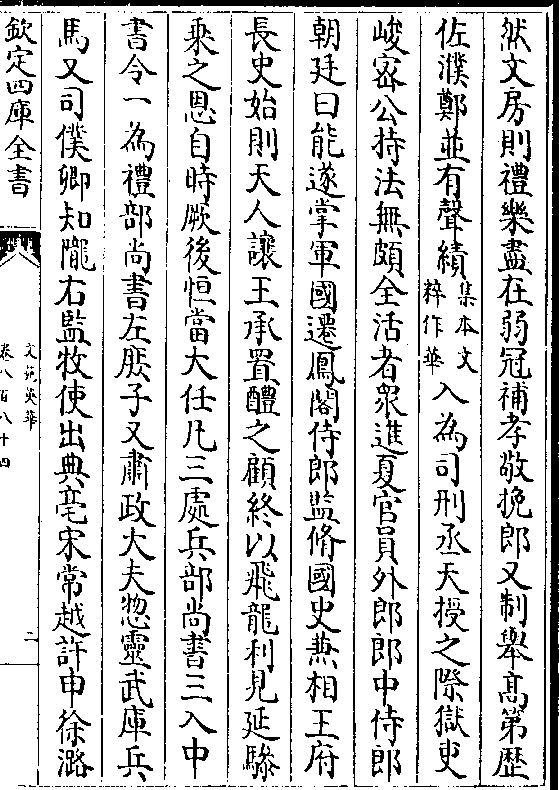 然文房則禮樂盡在弱冠補孝敬挽郎又制舉高第歷
佐濮鄭並有聲績集本文粹作華入為司刑丞天授之際獄吏
峻密公持法無頗全活者衆進夏官員外郎郎中侍郎
朝廷曰能遂掌軍國遷鳳閣侍郎監脩國史兼相王府
長史始則天人讓王承置醴之顧終以飛龍利見延驂
乗之恩自時厥後恒當大任凡三處兵部尚書三入中
書令一為禮部尚書左庶子又肅政大夫惣靈武庫兵
馬又司僕卿知隴右監牧使出典亳宋常越許申徐潞
欽定四庫全書
文苑英華
卷八百八十四
二